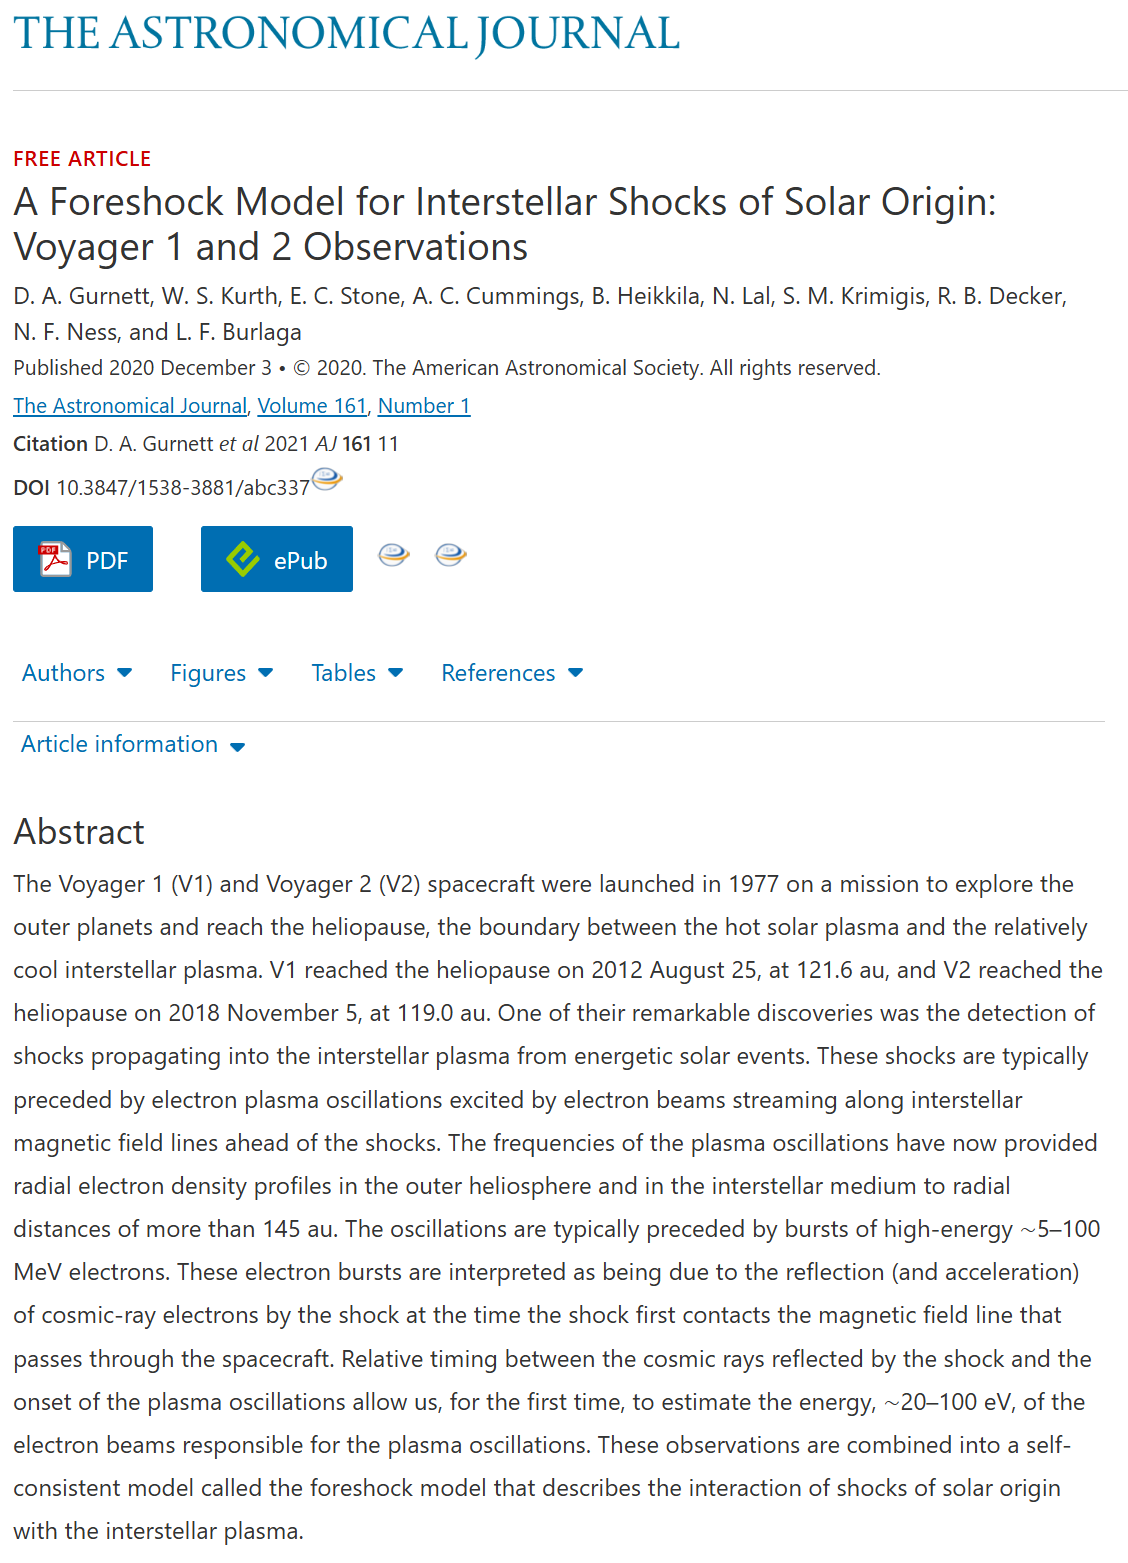 THE ASTRONOMICAL JOURNAL
FREE ARTICLE
A Foreshock Model for Interstellar Shocks of Solar Origin:
Voyager 1 and 2 Observations
D. A. Gurnett, W. S. Kurth, E. C. Stone, A. C. Cummings, B. Heikkila, N. Lal, S. M. Krimigis, R. B. Decker,
N. F. Ness, and L. F. Burlaga
Published 2020 December 3 • © 2020. The American Astronomical Society. All rights reserved.
The Astronomical Journal, Volume 161, Number 1
Citation D. A. Gurnett et al 2021 AJ 161 11
DOI 10.3847/1538-3881/abc337
PDF PDF ePub
Authors Figures Tables References
Article information
Abstract
The Voyager 1 (V1) and Voyager 2 (V2) spacecraft were launched in 1977 on a mission to explore the
outer planets and reach the heliopause, the boundary between the hot solar plasma and the relatively
cool interstellar plasma. V1 reached the heliopause on 2012 August 25, at 121.6 au, and V2 reached the
heliopause on 2018 November 5, at 119.0 au. One of their remarkable discoveries was the detection of
shocks propagating into the interstellar plasma from energetic solar events. These shocks are typically
preceded by electron plasma oscillations excited by electron beams streaming along interstellar
magnetic field lines ahead of the shocks. The frequencies of the plasma oscillations have now provided
radial electron density profiles in the outer heliosphere and in the interstellar medium to radial
distances of more than 145 au. The oscillations are typically preceded by bursts of high-energy ~5–100
MeV electrons. These electron bursts are interpreted as being due to the reflection (and acceleration)
of cosmic-ray electrons by the shock at the time the shock first contacts the magnetic field line that
passes through the spacecraft. Relative timing between the cosmic rays reflected by the shock and the
onset of the plasma oscillations allow us, for the first time, to estimate the energy, ~20–100 eV, of the
electron beams responsible for the plasma oscillations. These observations are combined into a self-
consistent model called the foreshock model that describes the interaction of shocks of solar origin
with the interstellar plasma.